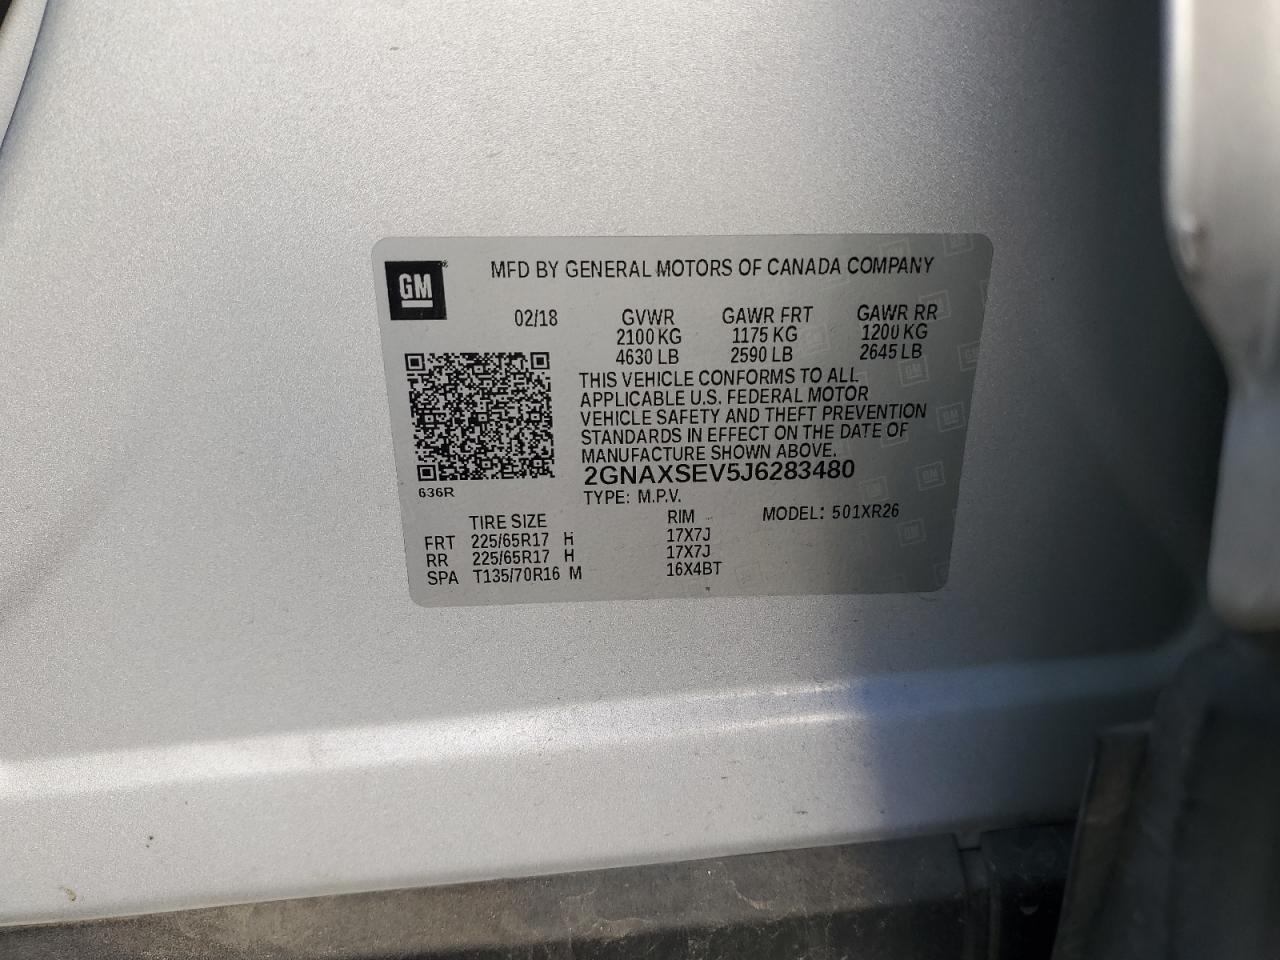 GM
MFD BY GENERAL MOTORS OF CANADA COMPANY
02/18 GVWR GAWR FRT GAWR RR
2100 KG 1175 KG 1200 KG
4630 LB 2590 LB 2645 LB
THIS VEHICLE CONFORMS TO ALL
APPLICABLE U.S. FEDERAL MOTOR
VEHICLE SAFETY AND THEFT PREVENTION
STANDARDS IN EFFECT ON THE DATE OF
MANUFACTURE SHOWN ABOVE.
2GNAXSEV5J6283480
636R
TYPE: M.P.V.
TIRE SIZE RIM MODEL: 501XR26
FRT 225/65R17 H 17X7J
RR 225/65R17 H 17X7J
SPA T135/70R16 M 16X4BT